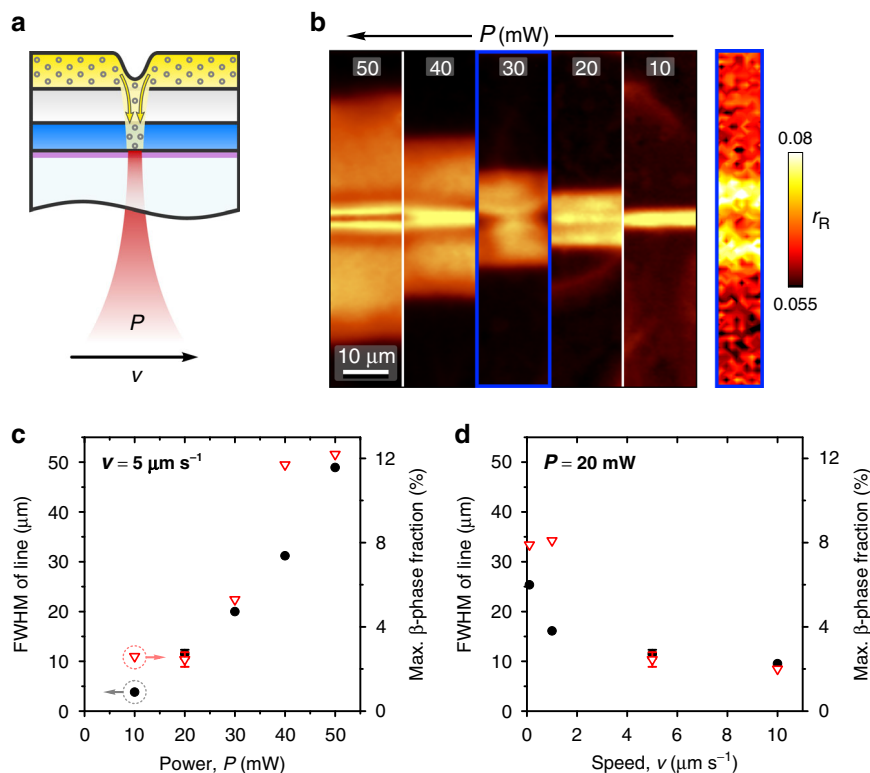 a
P
v
b
P (mW)
50 40 30 20 10
10 μm
0.08
r_R
0.055
c
v = 5 μm s⁻¹
FWHM of line (μm)
50
40
30
20
10
0
12
10
8
6
4
2
0
Max. β-phase fraction (%)
0 10 20 30 40 50
Power, P (mW)
d
P = 20 mW
FWHM of line (μm)
50
40
30
20
10
0
12
8
4
0
Max. β-phase fraction (%)
0 2 4 6 8 10
Speed, v (μm s⁻¹)